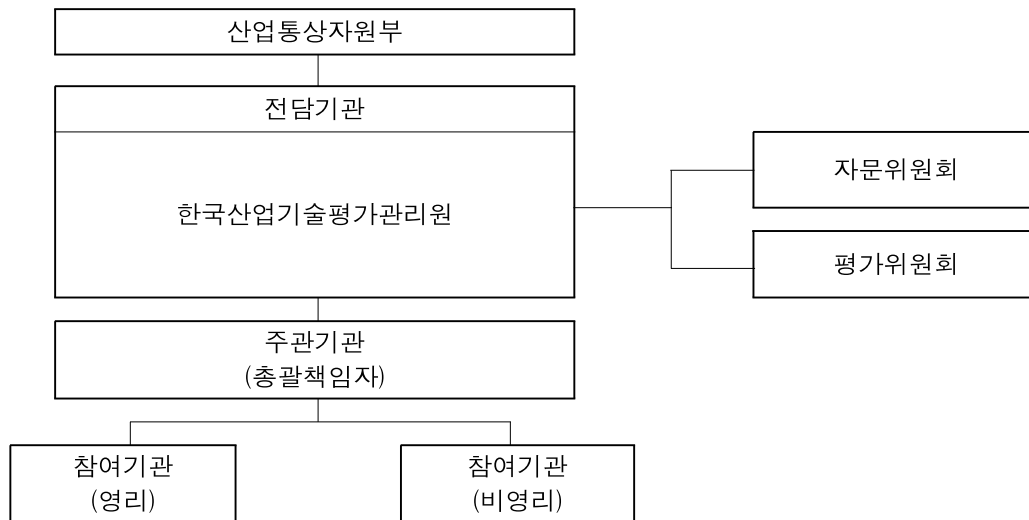 산업통상자원부
전담기관
한국산업기술평가관리원
자문위원회
평가위원회
주관기관
(총괄책임자)
참여기관
(영리)
참여기관
(비영리)